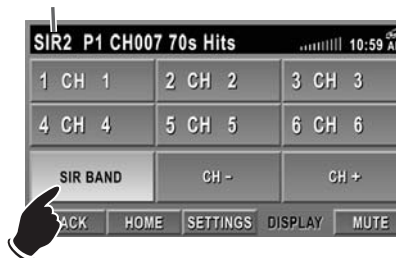 SIR2 P1 CH007 70s Hits 10:59
1 CH 1 2 CH 2 3 CH 3
4 CH 4 5 CH 5 6 CH 6
SIR BAND CH – CH +
HOME SETTINGS DISPLAY MUTE